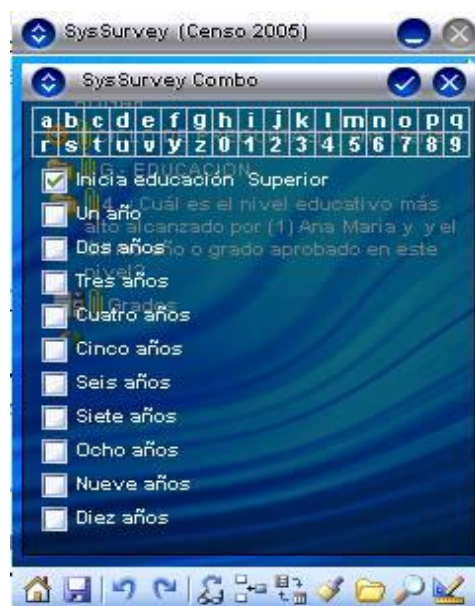 SysSurvey (Censo 2005)
SysSurvey Combo
a b c d e f g h i j k l m n o p q
r s t u v y z 0 1 2 3 4 5 6 7 8 9
G - EDUCACION
Inicia educación Superior
4 - Cuál es el nivel educativo más
Un año
alto alcanzado por (1) Ana Maria y y el
Dos años
o grado aprobado en este
nivel?
Tres años
Grados
Cuatro años
Cinco años
Seis años
Siete años
Ocho años
Nueve años
Diez años